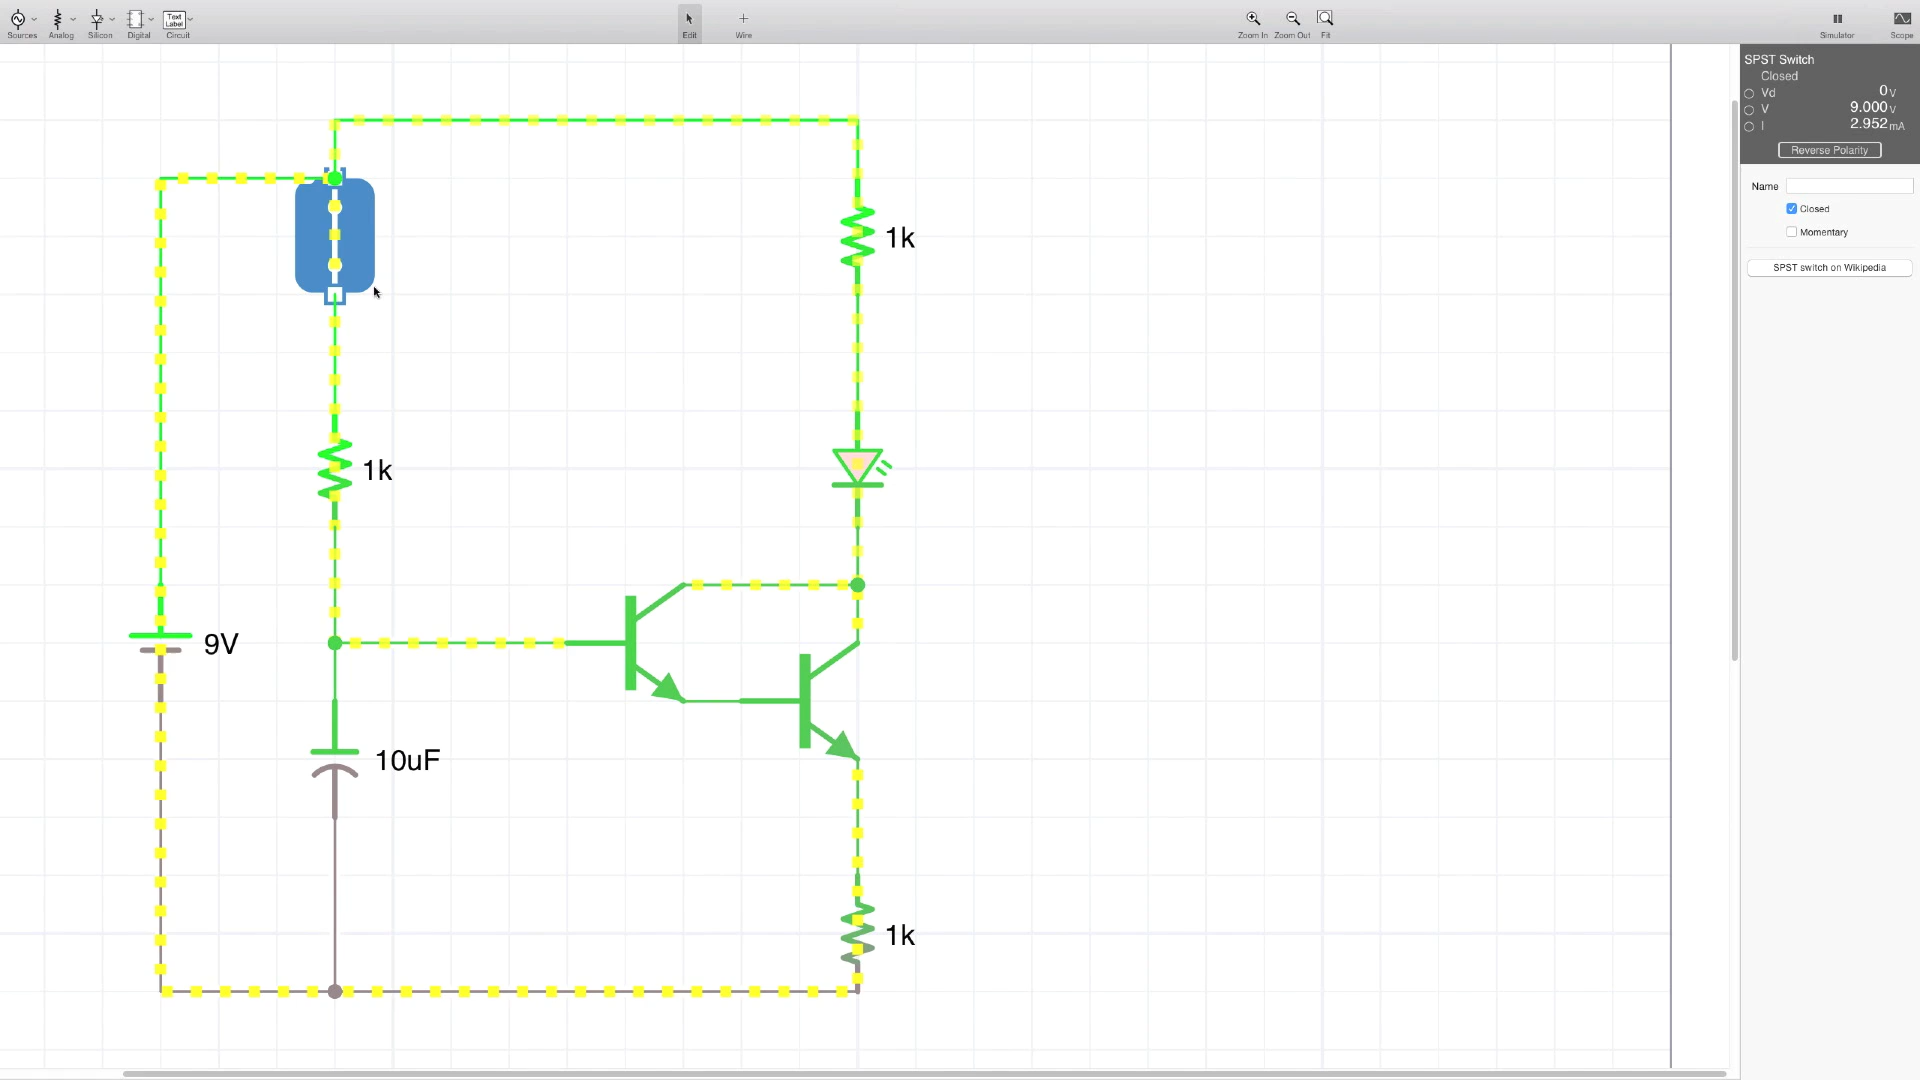 Sources
Analog
Silicon
Digital
Text
Label
Circuit
Edit
Wire
Zoom In
Zoom Out
Fit
Simulator
Scope
SPST Switch
Closed
Vd 0V
V 9.000V
I 2.952mA
Reverse Polarity
Name
Closed
Momentary
SPST switch on Wikipedia
1k
1k
9V
10uF
1k